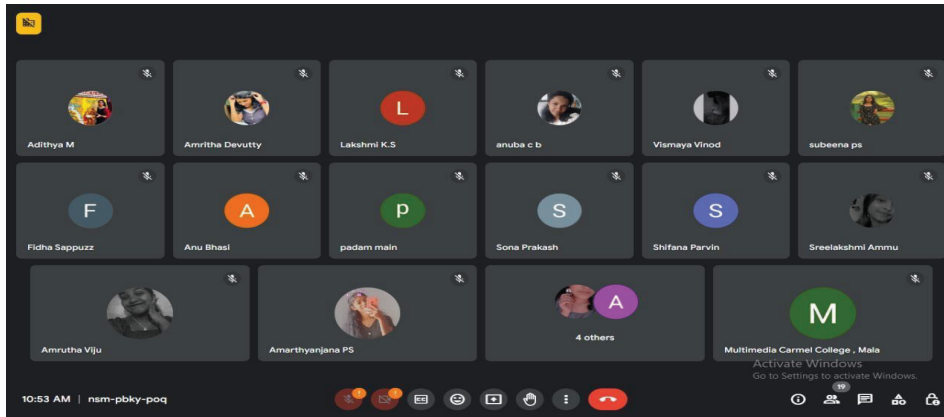 Adithya M
Amritha Devutty
L
Lakshmi K.S
anuba c b
Vismaya Vinod
subeena ps
F
Fidha Sappuzz
A
Anu Bhasi
p
padam main
S
Sona Prakash
S
Shifana Parvin
Sreelakshmi Ammu
Amrutha Viju
Amarthyanjana PS
A
4 others
M
Multimedia Carmel College , Mala
Activate Windows
Go to Settings to activate Windows.
10:53 AM | nsm-pbky-poq
!
!
CC
19